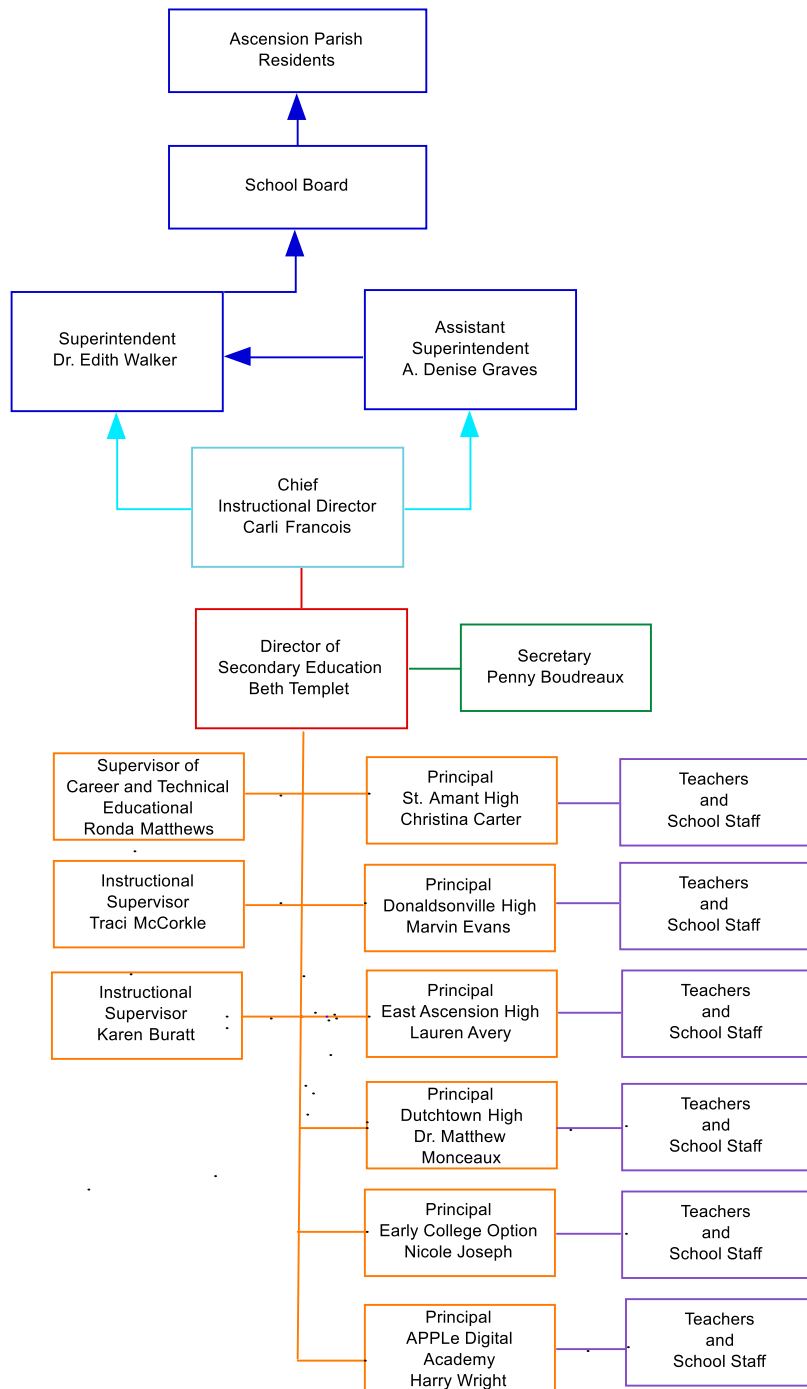 Ascension Parish
Residents
School Board
Superintendent
Dr. Edith Walker
Assistant
Superintendent
A. Denise Graves
Chief
Instructional Director
Carli Francois
Director of
Secondary Education
Beth Templet
Secretary
Penny Boudreaux
Supervisor of
Career and Technical
Educational
Ronda Matthews
Principal
St. Amant High
Christina Carter
Teachers
and
School Staff
Instructional
Supervisor
Traci McCorkle
Principal
Donaldsonville High
Marvin Evans
Teachers
and
School Staff
Instructional
Supervisor
Karen Buratt
Principal
East Ascension High
Lauren Avery
Teachers
and
School Staff
Principal
Dutchtown High
Dr. Matthew
Monceaux
Teachers
and
School Staff
Principal
Early College Option
Nicole Joseph
Teachers
and
School Staff
Principal
APPLe Digital
Academy
Harry Wright
Teachers
and
School Staff